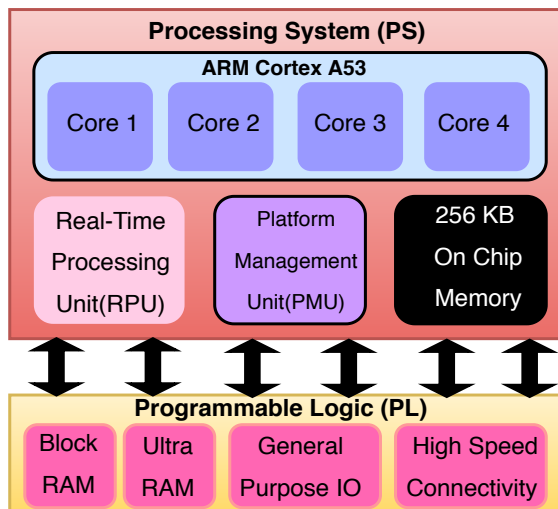 Processing System (PS)
ARM Cortex A53
Core 1
Core 2
Core 3
Core 4
Real-Time
Processing
Unit(RPU)
Platform
Management
Unit(PMU)
256 KB
On Chip
Memory
Programmable Logic (PL)
Block
RAM
Ultra
RAM
General
Purpose IO
High Speed
Connectivity